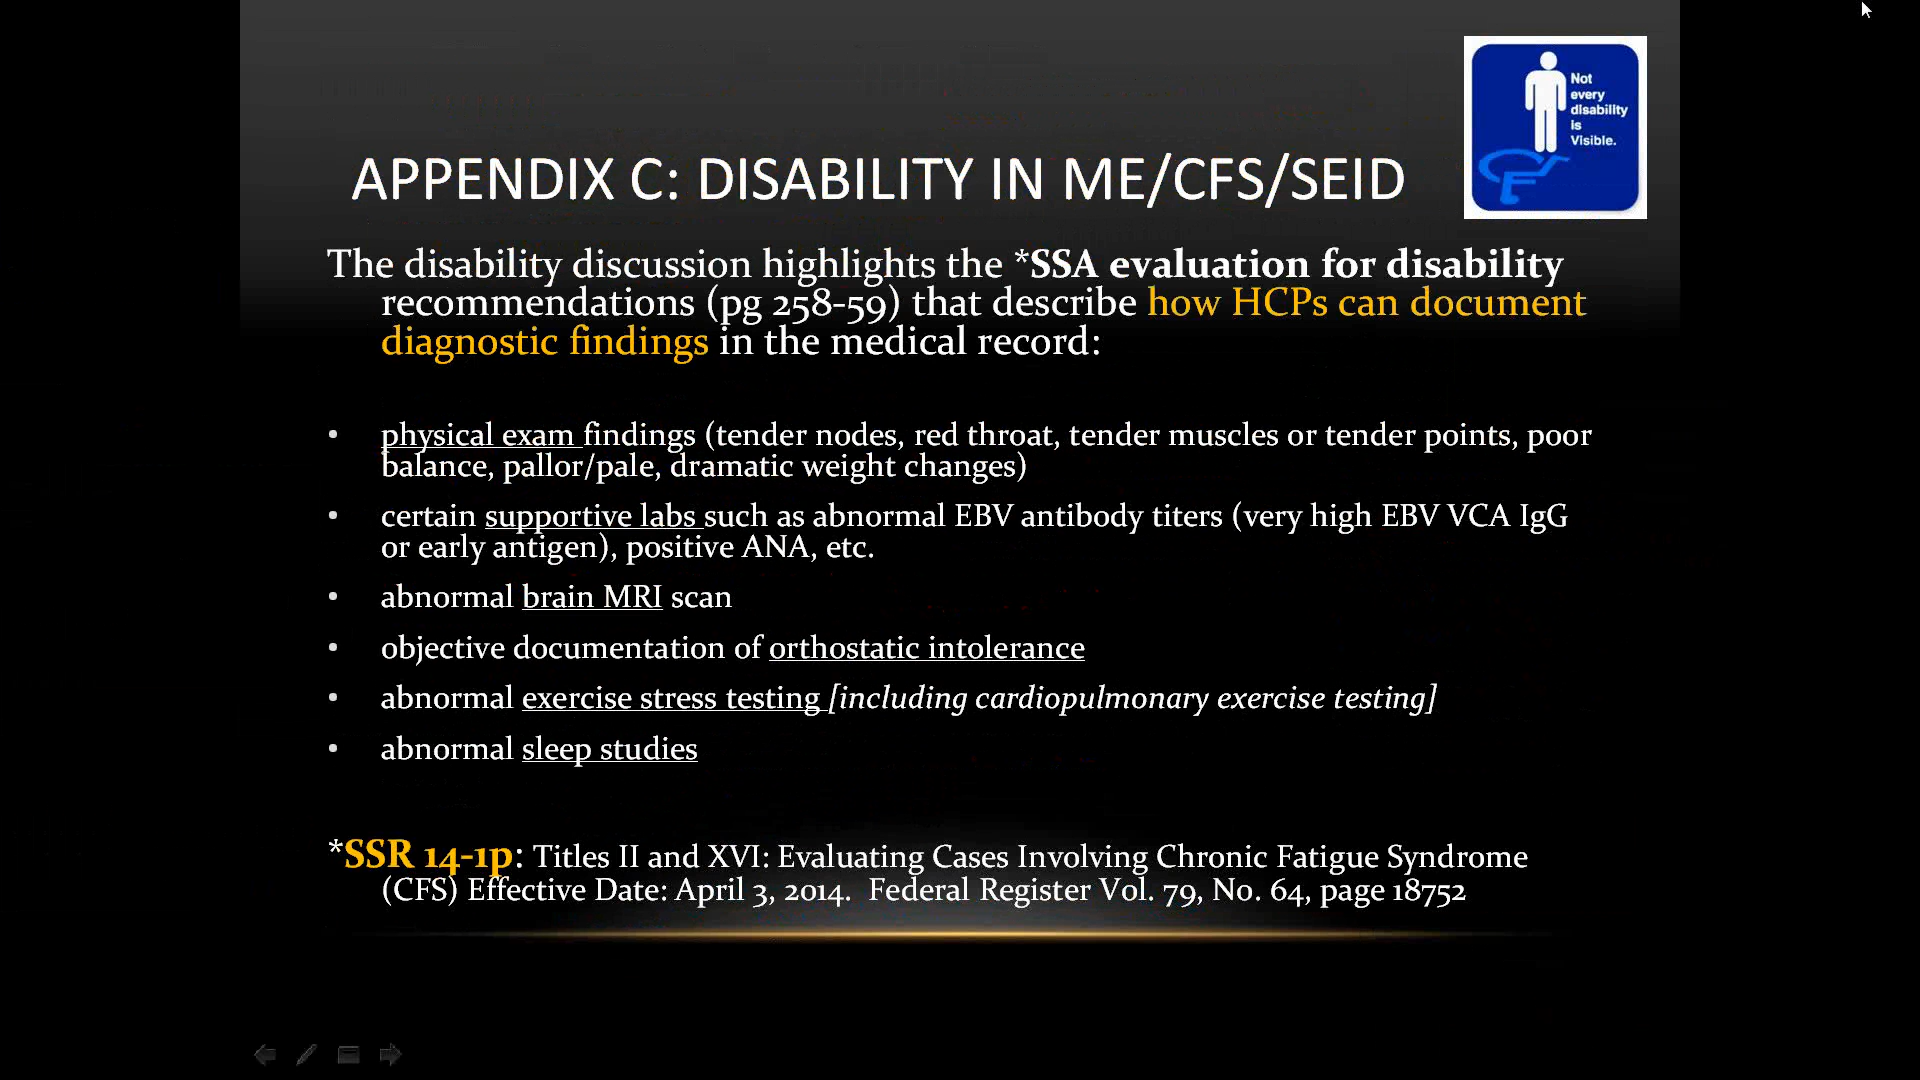 Not
every
disability
is
Visible.
APPENDIX C: DISABILITY IN ME/CFS/SEID
The disability discussion highlights the *SSA evaluation for disability
recommendations (pg 258-59) that describe how HCPs can document
diagnostic findings in the medical record:
• physical exam findings (tender nodes, red throat, tender muscles or tender points, poor
balance, pallor/pale, dramatic weight changes)
• certain supportive labs such as abnormal EBV antibody titers (very high EBV VCA IgG
or early antigen), positive ANA, etc.
• abnormal brain MRI scan
• objective documentation of orthostatic intolerance
• abnormal exercise stress testing [including cardiopulmonary exercise testing]
• abnormal sleep studies
*SSR 14-1p: Titles II and XVI: Evaluating Cases Involving Chronic Fatigue Syndrome
(CFS) Effective Date: April 3, 2014.  Federal Register Vol. 79, No. 64, page 18752